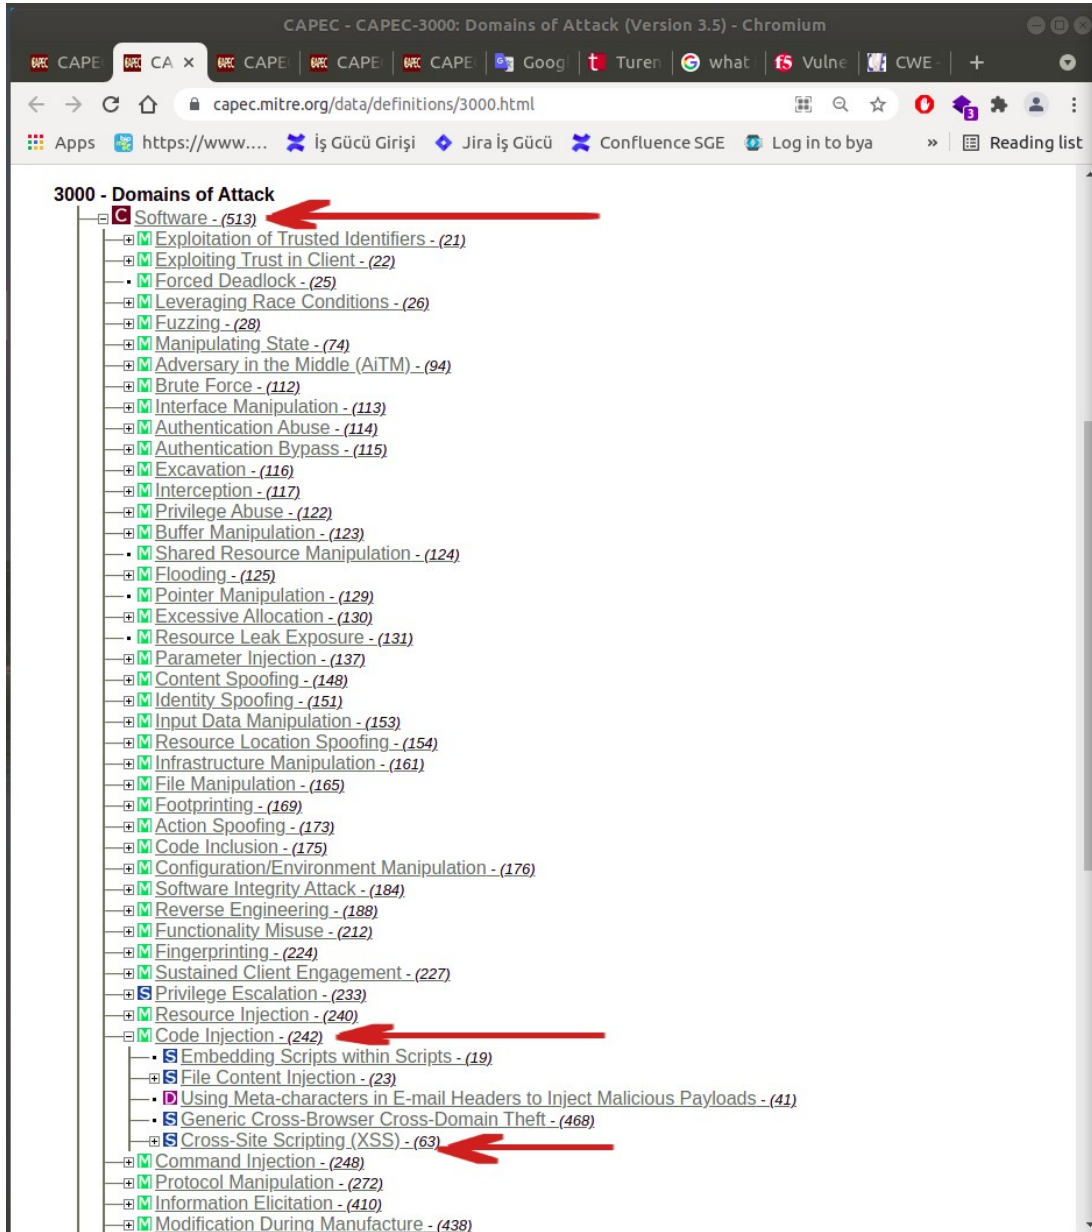 CAPEC - CAPEC-3000: Domains of Attack (Version 3.5) - Chromium
CAPE CA CAPE CAPE CAPE Goog Turen what Vulne CWE -
capec.mitre.org/data/definitions/3000.html
3
Apps https://www.... İş Gücü Girişi Jira İş Gücü Confluence SGE Log in to bya » Reading list
3000 - Domains of Attack
C Software - (513)
M Exploitation of Trusted Identifiers - (21)
M Exploiting Trust in Client - (22)
M Forced Deadlock - (25)
M Leveraging Race Conditions - (26)
M Fuzzing - (28)
M Manipulating State - (74)
M Adversary in the Middle (AiTM) - (94)
M Brute Force - (112)
M Interface Manipulation - (113)
M Authentication Abuse - (114)
M Authentication Bypass - (115)
M Excavation - (116)
M Interception - (117)
M Privilege Abuse - (122)
M Buffer Manipulation - (123)
M Shared Resource Manipulation - (124)
M Flooding - (125)
M Pointer Manipulation - (129)
M Excessive Allocation - (130)
M Resource Leak Exposure - (131)
M Parameter Injection - (137)
M Content Spoofing - (148)
M Identity Spoofing - (151)
M Input Data Manipulation - (153)
M Resource Location Spoofing - (154)
M Infrastructure Manipulation - (161)
M File Manipulation - (165)
M Footprinting - (169)
M Action Spoofing - (173)
M Code Inclusion - (175)
M Configuration/Environment Manipulation - (176)
M Software Integrity Attack - (184)
M Reverse Engineering - (188)
M Functionality Misuse - (212)
M Fingerprinting - (224)
M Sustained Client Engagement - (227)
S Privilege Escalation - (233)
M Resource Injection - (240)
M Code Injection - (242)
S Embedding Scripts within Scripts - (19)
S File Content Injection - (23)
D Using Meta-characters in E-mail Headers to Inject Malicious Payloads - (41)
S Generic Cross-Browser Cross-Domain Theft - (468)
S Cross-Site Scripting (XSS) - (63)
M Command Injection - (248)
M Protocol Manipulation - (272)
M Information Elicitation - (410)
M Modification During Manufacture - (438)